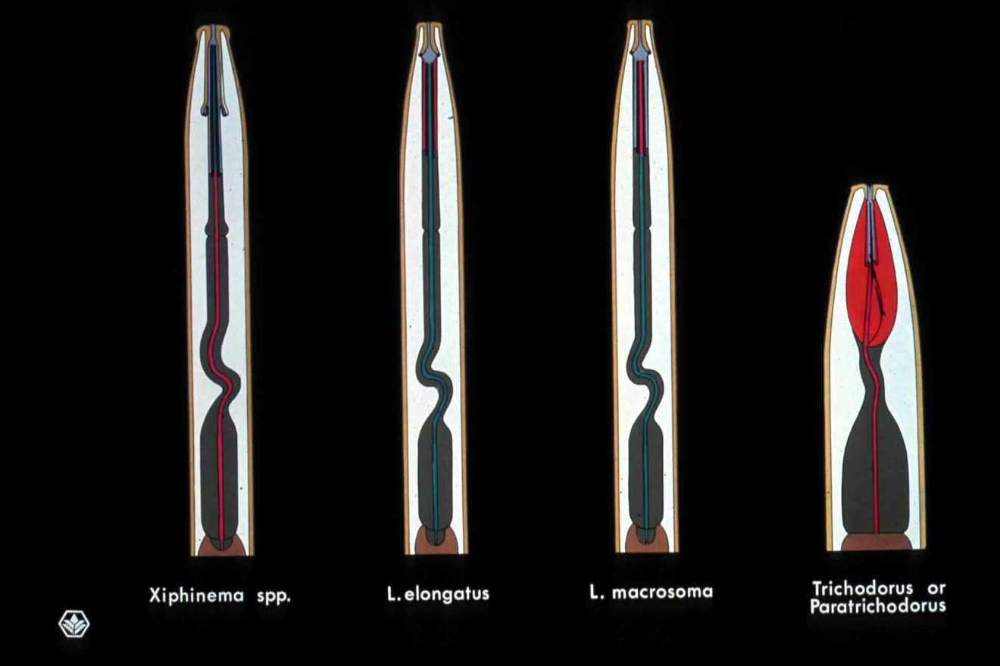 Xiphinema spp.
L. elongatus
L. macrosoma
Trichodorus or
Paratrichodorus